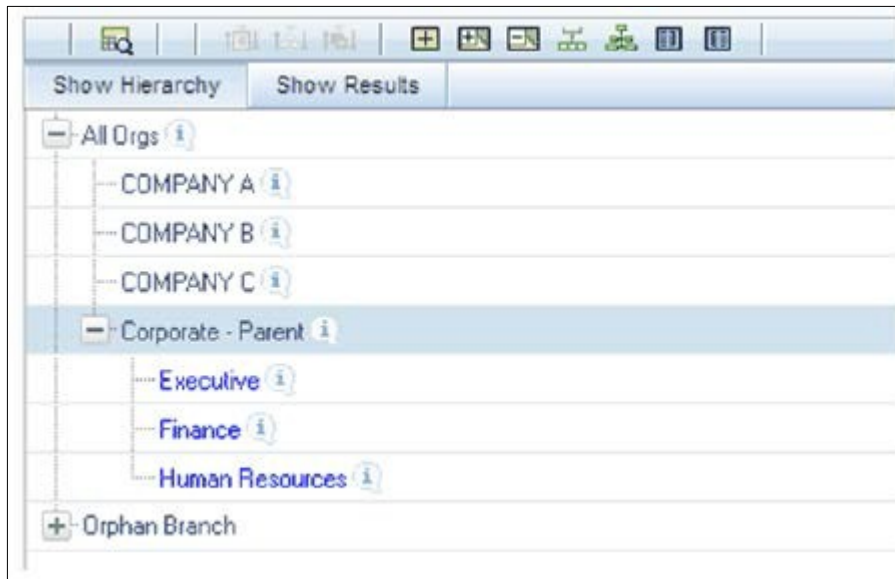 Show Hierarchy Show Results
All Orgs
COMPANY A
COMPANY B
COMPANY C
Corporate - Parent
Executive
Finance
Human Resources
Orphan Branch